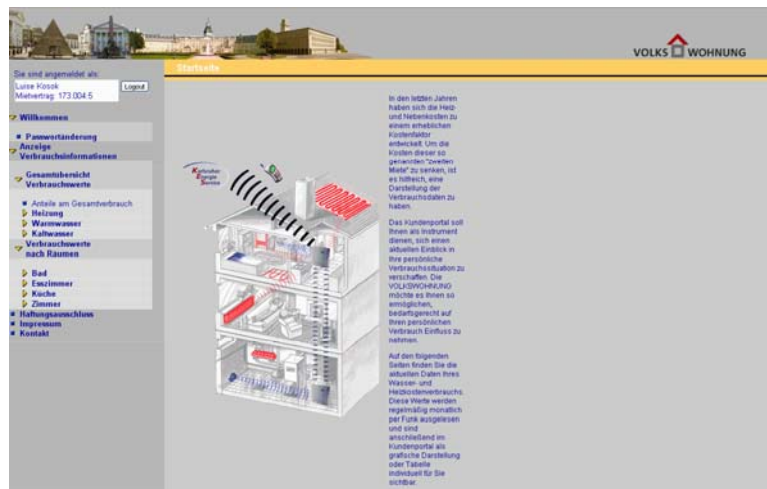 VOLKS WOHNUNG
Startseite
Sie sind angemeldet als:
Luise Kosok
Mietvertrag: 173.004.5
Logout
Willkommen
Passwortänderung
Anzeige
Verbrauchsinformationen
Gesamtübersicht
Verbrauchswerte
Anteile am Gesamtverbrauch
Heizung
Warmwasser
Kaltwasser
Verbrauchswerte
nach Räumen
Bad
Esszimmer
Küche
Zimmer
Haftungsausschluss
Impressum
Kontakt
Karlsruher
Energie
Service
In den letzten Jahren
haben sich die Heiz-
und Nebenkosten zu
einem erheblichen
Kostenfaktor
entwickelt. Um die
Kosten dieser so
genannten "zweiten
Miete" zu senken, ist
es hilfreich, eine
Darstellung der
Verbrauchsdaten zu
haben.
Das Kundenportal soll
Ihnen als Instrument
dienen, sich einen
aktuellen Einblick in
Ihre persönliche
Verbrauchssituation zu
verschaffen. Die
VOLKSWOHNUNG
möchte es Ihnen so
ermöglichen,
bedarfsgerecht auf
Ihren persönlichen
Verbrauch Einfluss zu
nehmen.
Auf den folgenden
Seiten finden Sie die
aktuellen Daten Ihres
Wasser- und
Heizkostenverbrauchs.
Diese Werte werden
regelmäßig monatlich
per Funk ausgelesen
und sind
anschließend im
Kundenportal als
grafische Darstellung
oder Tabelle
individuell für Sie
sichtbar.